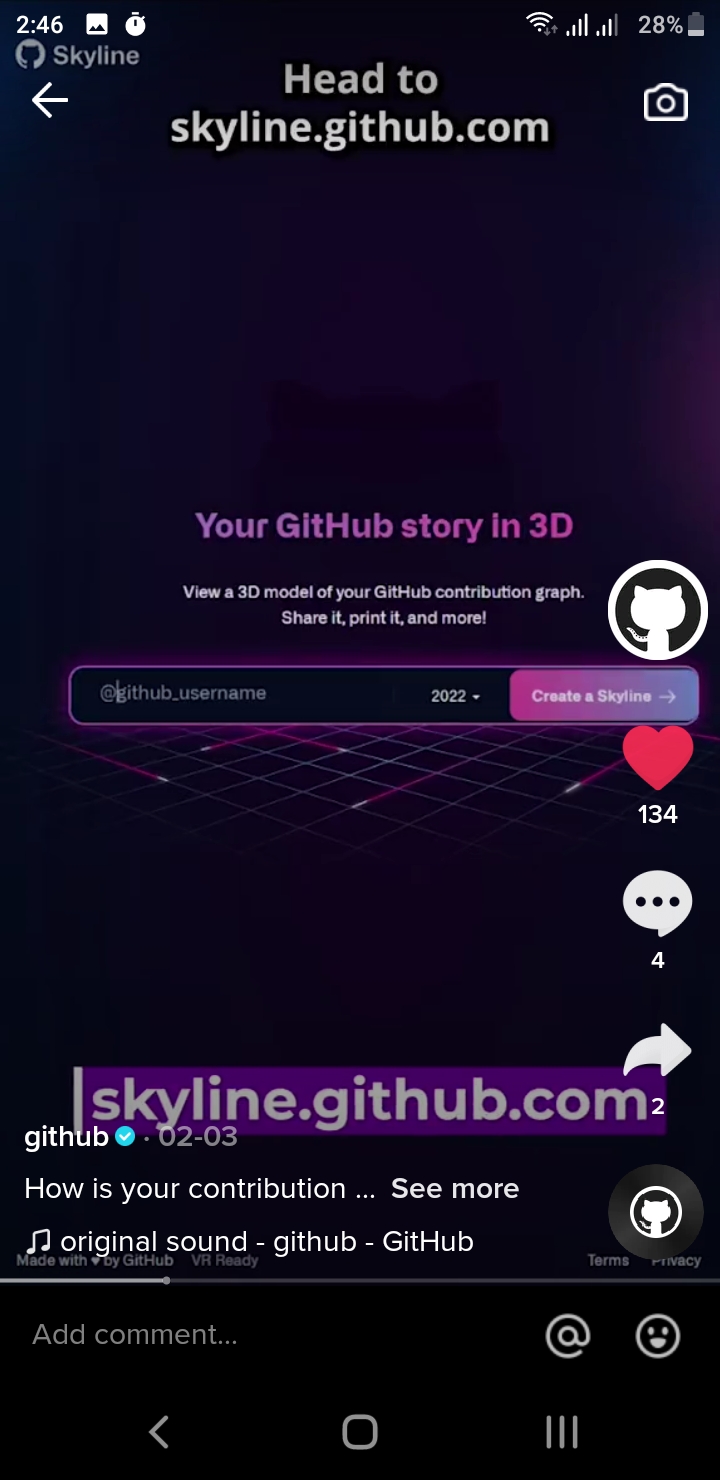 2:46
28%
Skyline
Head to
skyline.github.com
Your GitHub story in 3D
View a 3D model of your GitHub contribution graph.
Share it, print it, and more!
@github_username
2022
Create a Skyline →
134
4
skyline.github.com
2
github · 02-03
How is your contribution ... See more
original sound - github - GitHub
Made with ♥ by GitHub VR Ready Terms Privacy
Add comment...